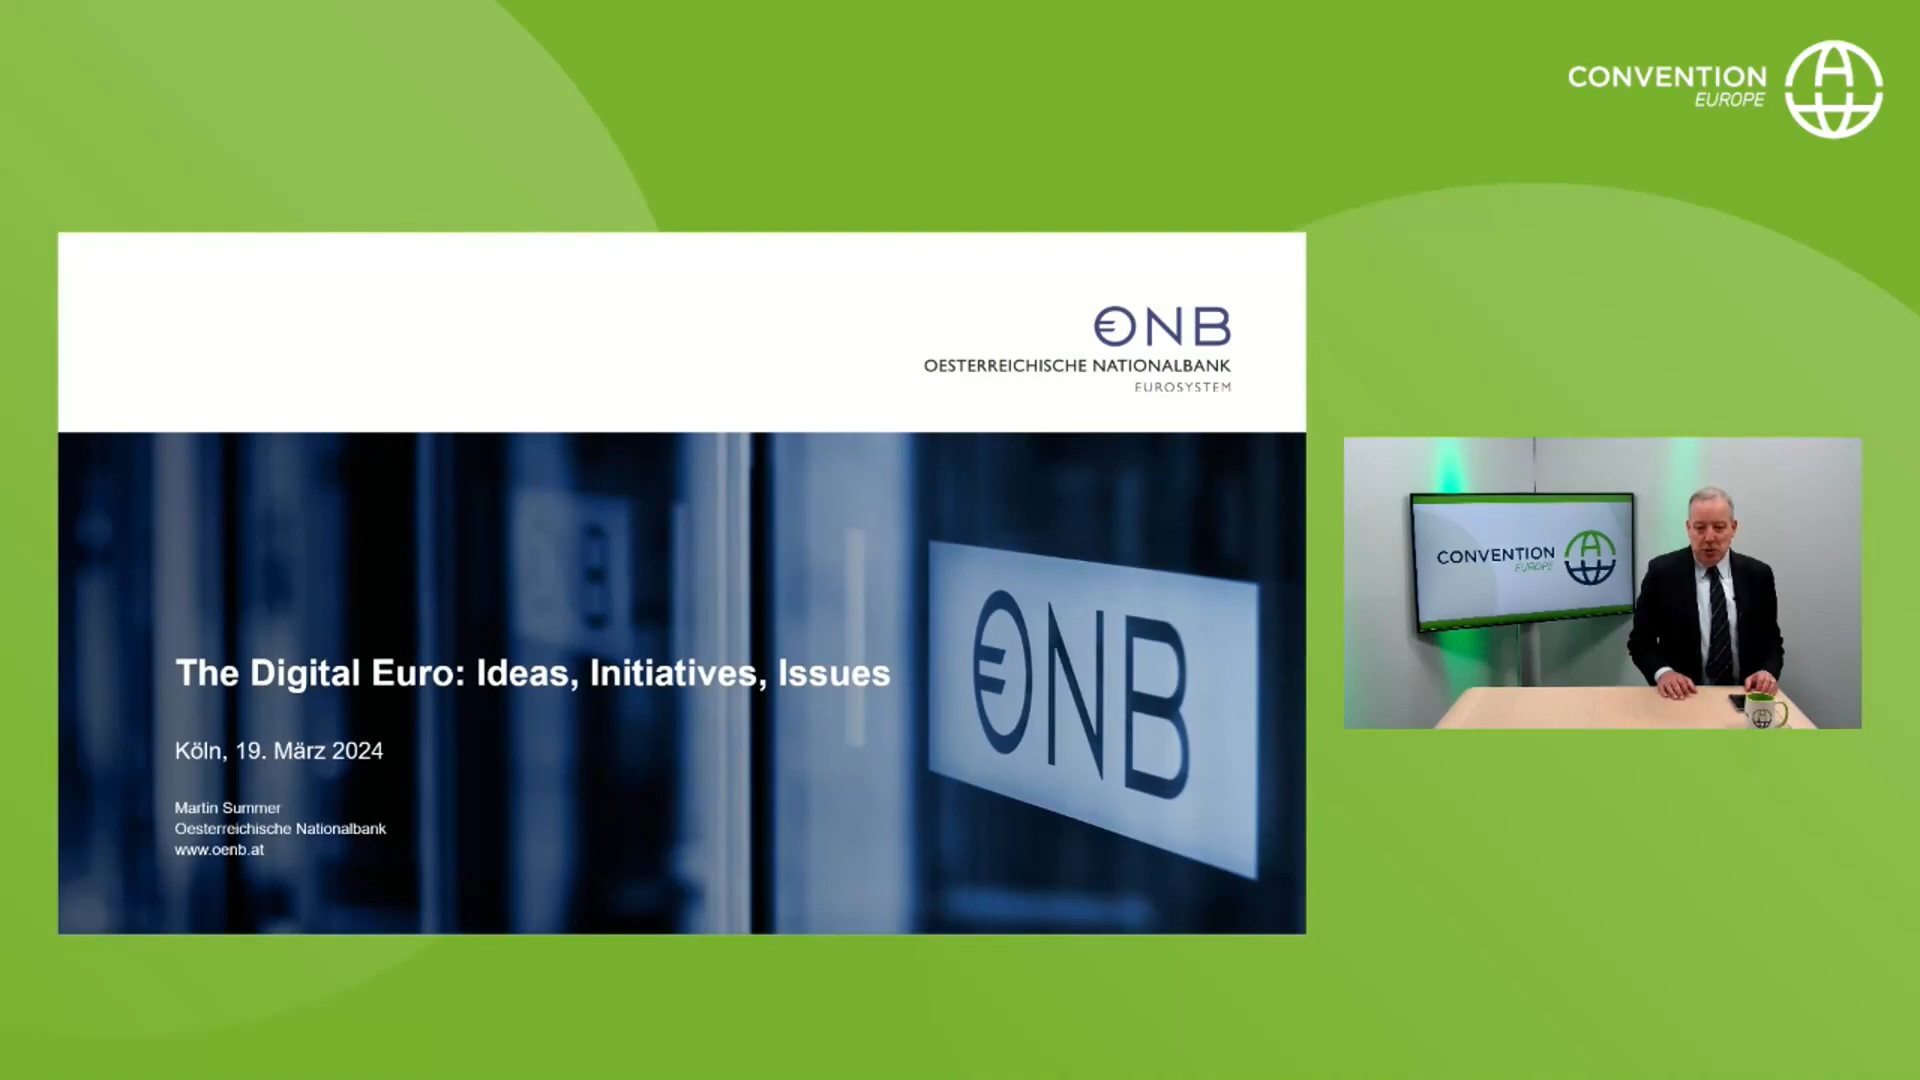 CONVENTION
EUROPE
ONB
OESTERREICHISCHE NATIONALBANK
EUROSYSTEM
ONB
The Digital Euro: Ideas, Initiatives, Issues
Köln, 19. März 2024
Martin Summer
Oesterreichische Nationalbank
www.oenb.at
CONVENTION
EUROPE